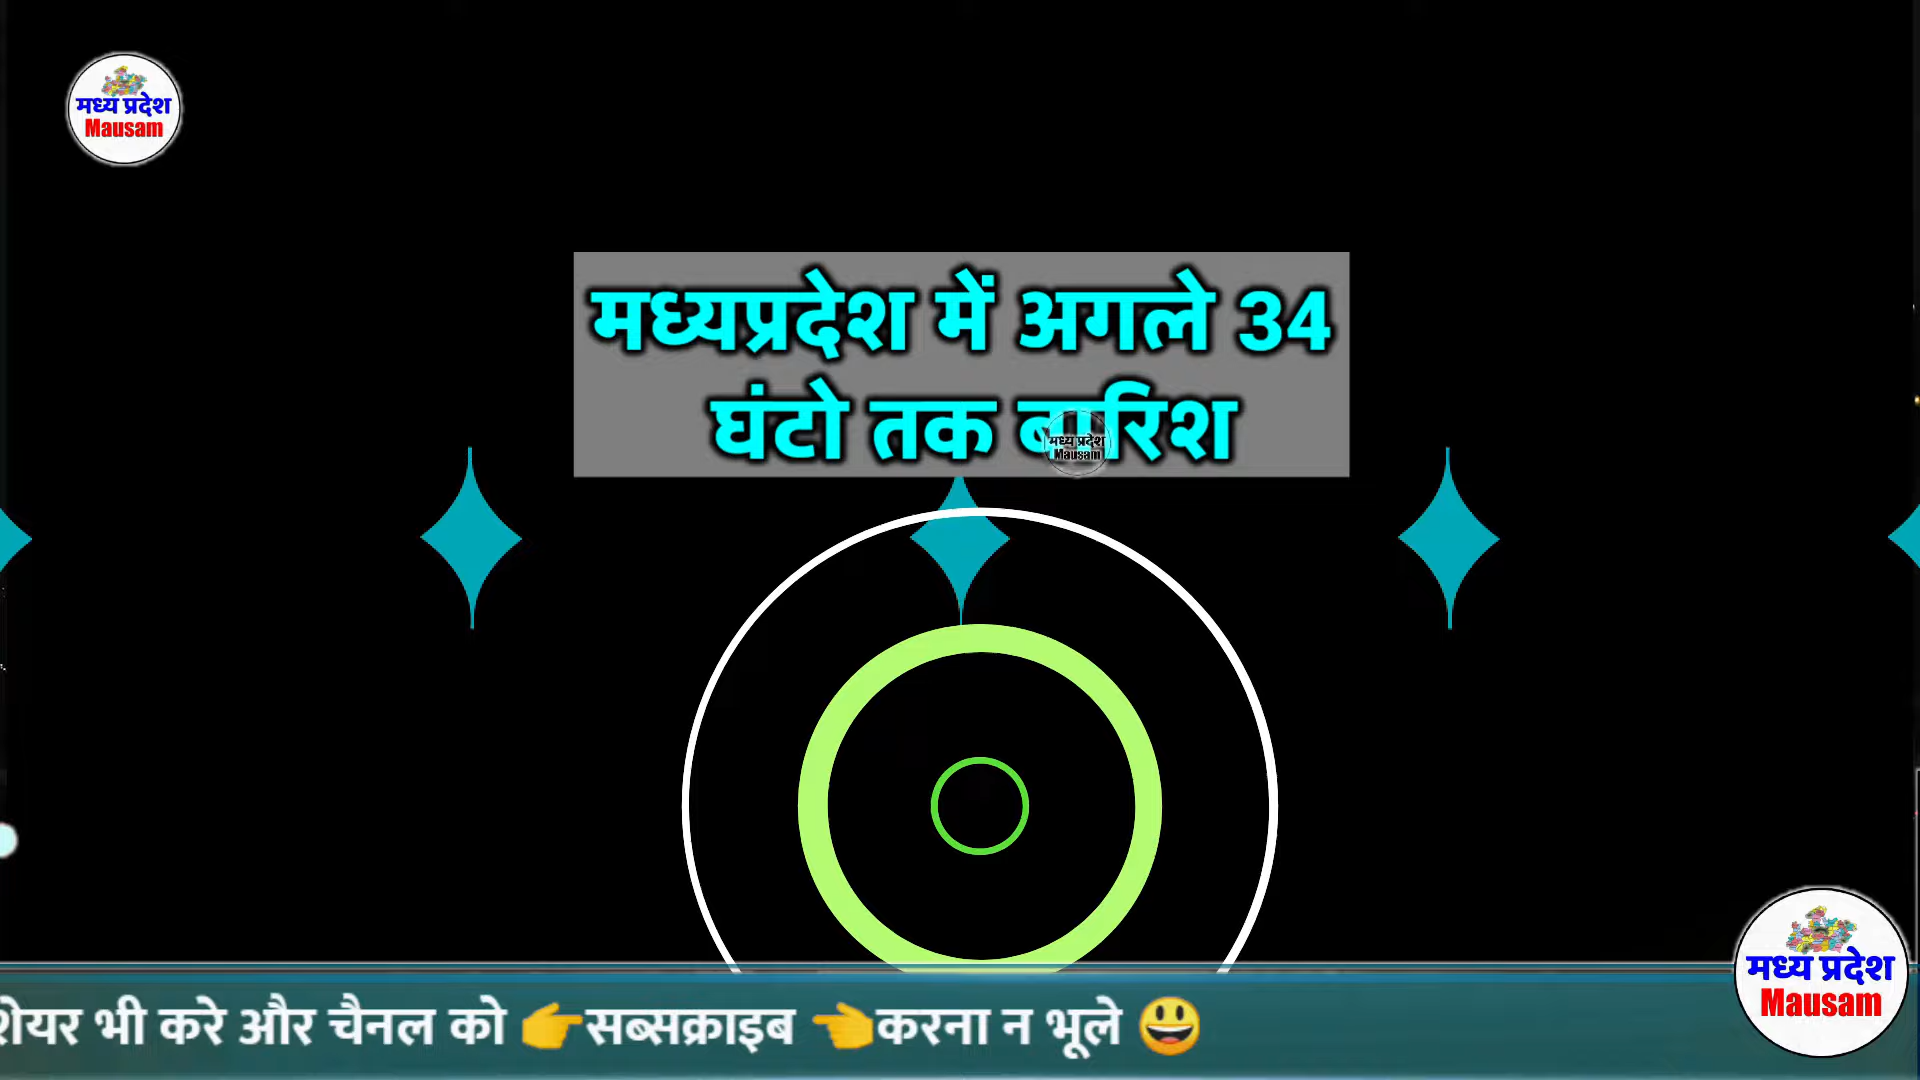 मध्य प्रदेश
Mausam
मध्यप्रदेश में अगले 34
घंटो तक बारिश
मध्य प्रदेश
Mausam
शेयर भी करे और चैनल को 👉सब्सक्राइब 👈करना न भूले 😃
मध्य प्रदेश
Mausam